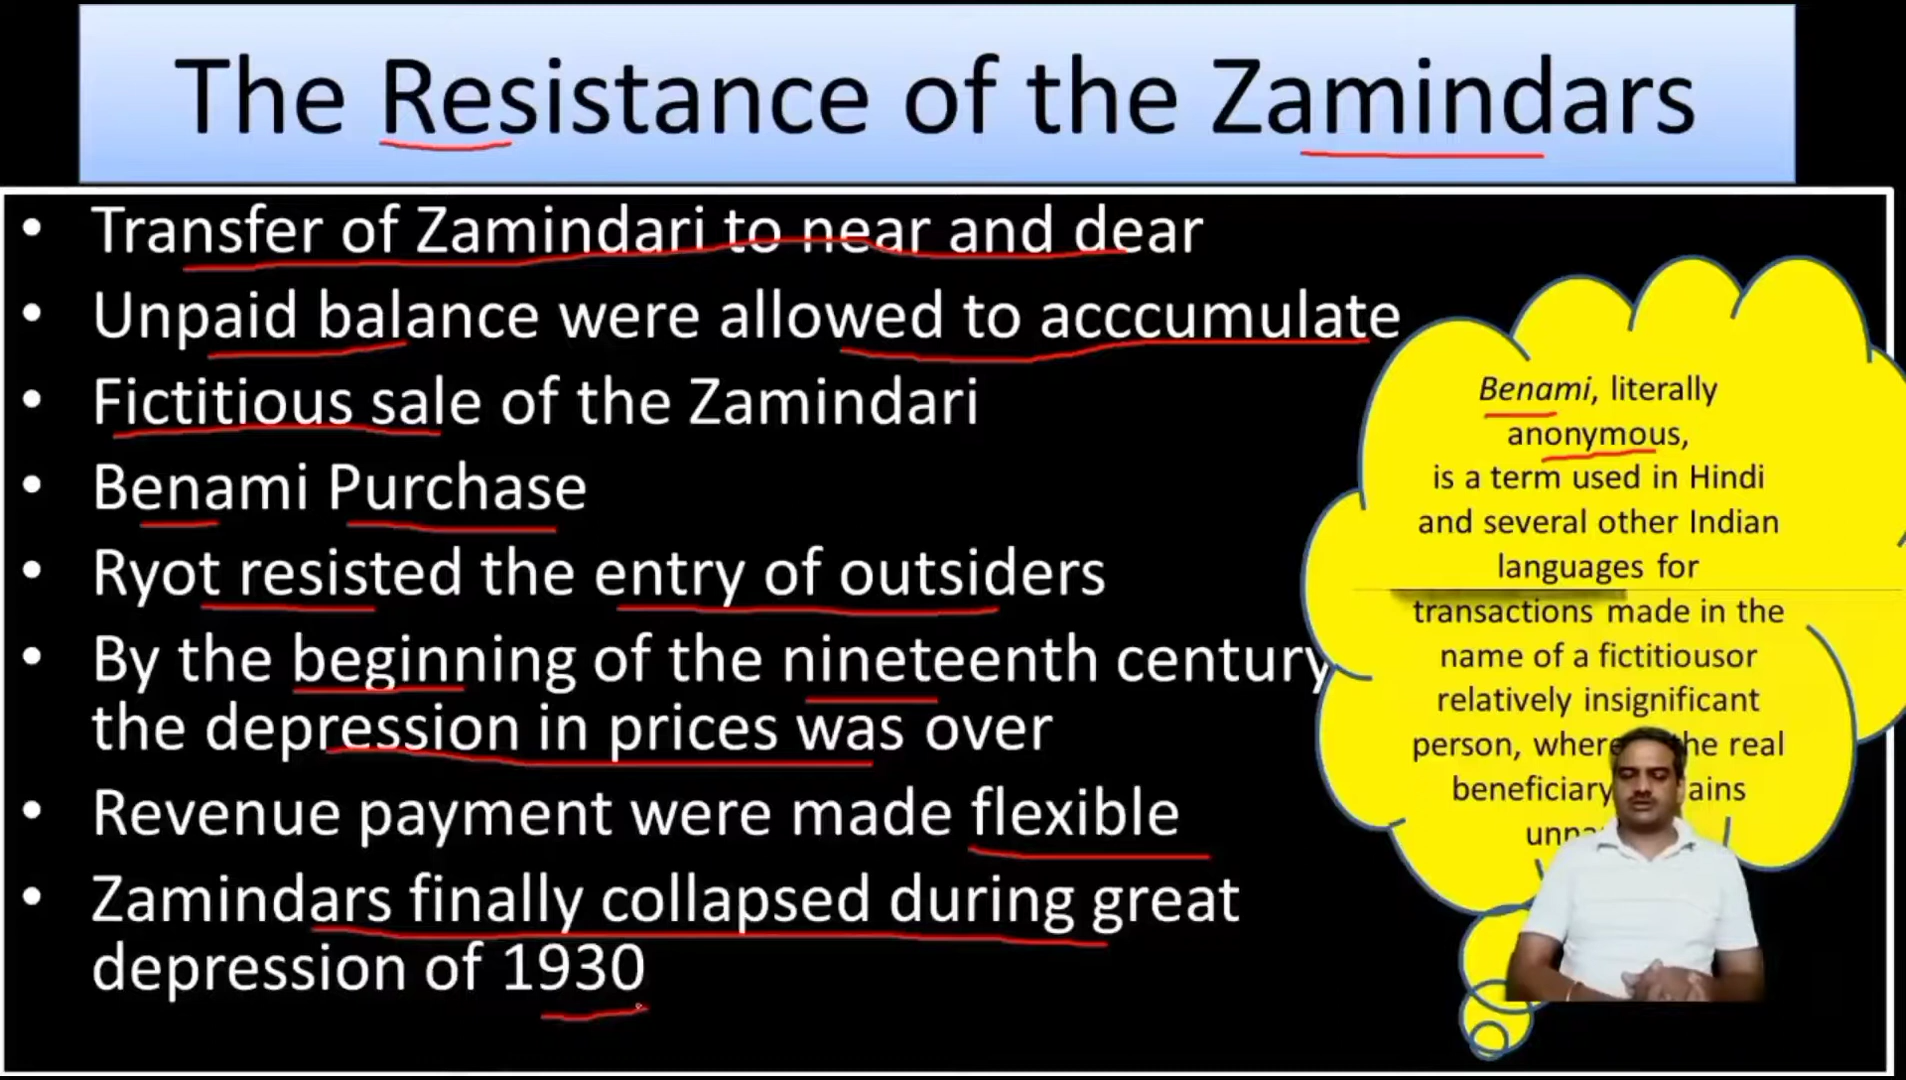 The Resistance of the Zamindars
• Transfer of Zamindari to near and dear
• Unpaid balance were allowed to acccumulate
• Fictitious sale of the Zamindari
• Benami Purchase
• Ryot resisted the entry of outsiders
• By the beginning of the nineteenth century
the depression in prices was over
• Revenue payment were made flexible
• Zamindars finally collapsed during great
depression of 1930
Benami, literally
anonymous,
is a term used in Hindi
and several other Indian
languages for
transactions made in the
name of a fictitiousor
relatively insignificant
person, the real
beneficiary